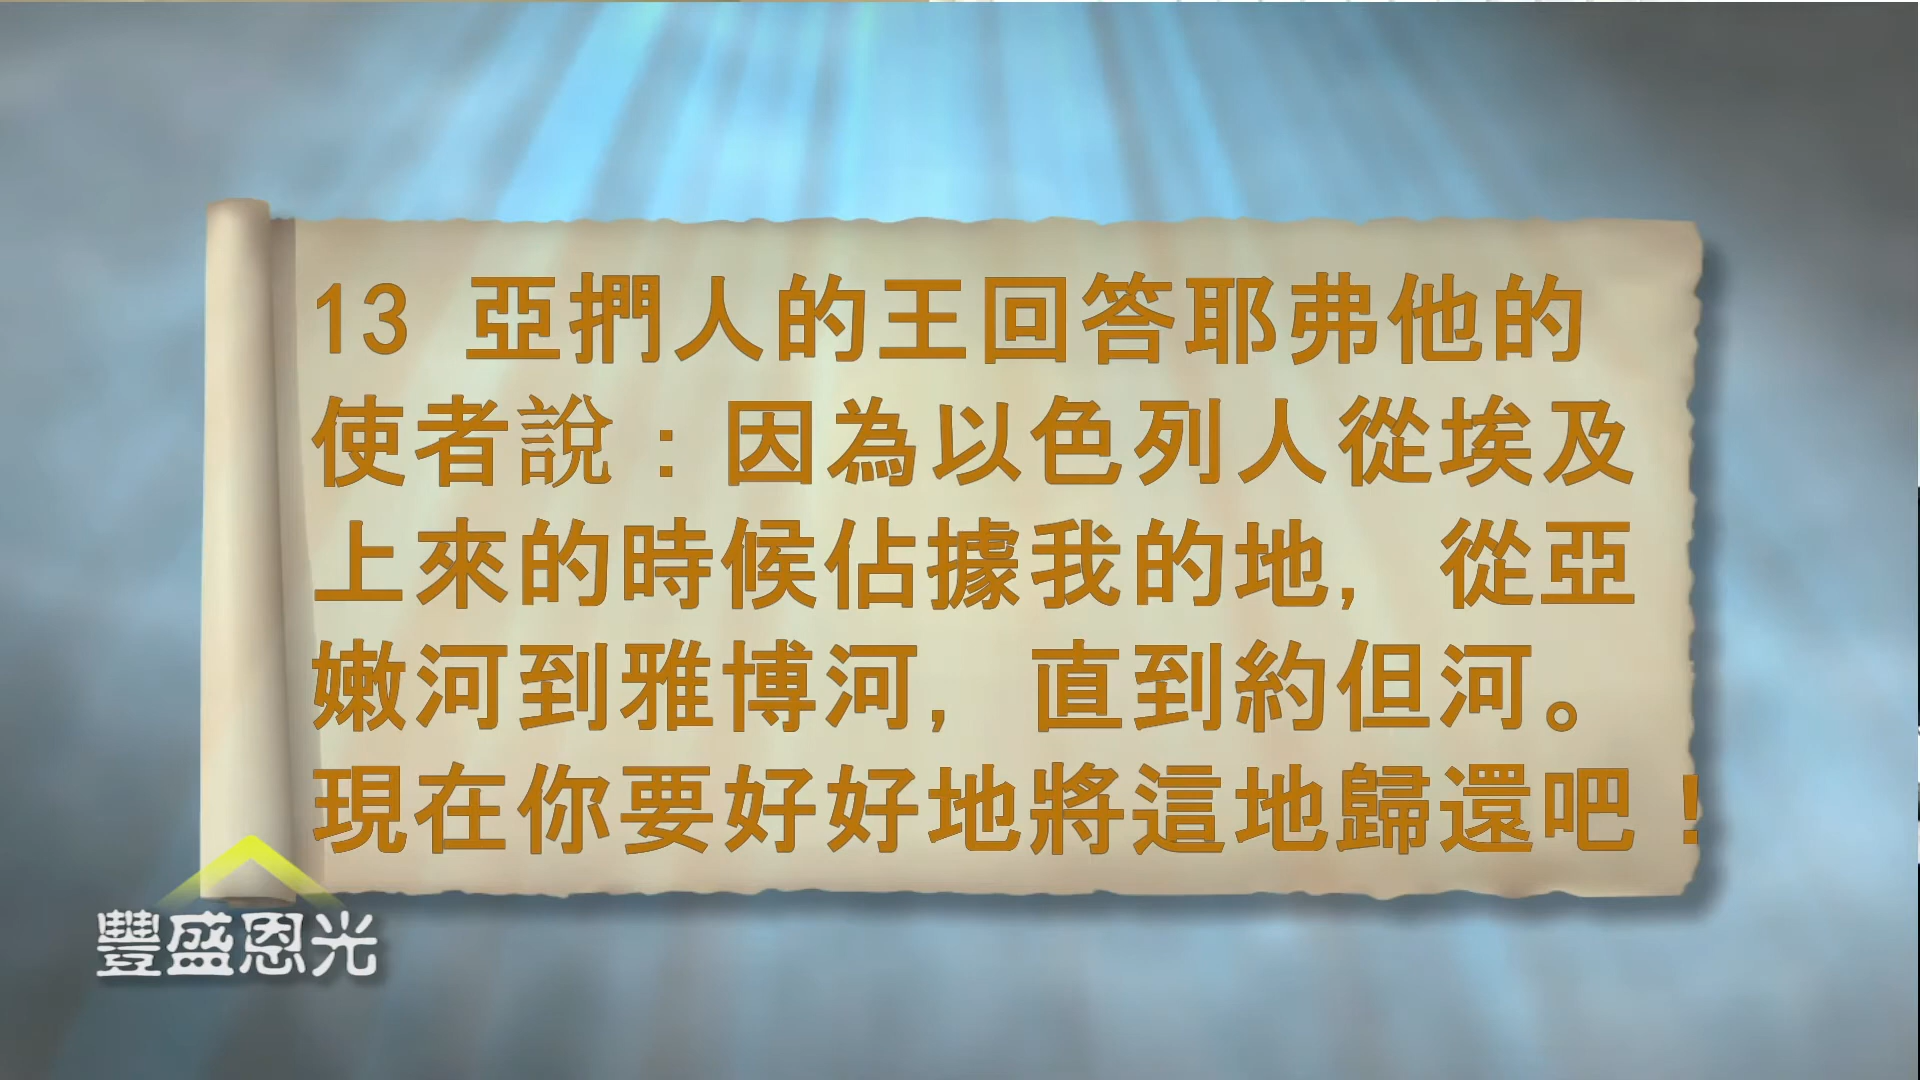 13 亞捫人的王回答耶弗他的
使者說：因為以色列人從埃及
上來的時候佔據我的地，從亞
嫩河到雅博河，直到約但河。
現在你要好好地將這地歸還吧！
豐盛恩光